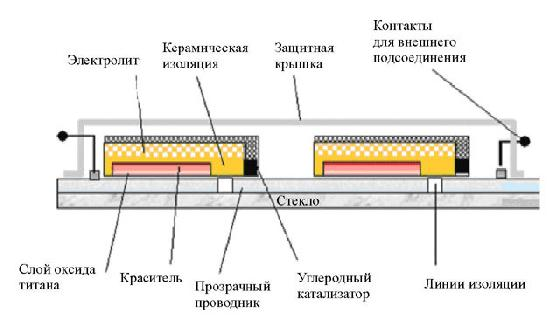 Контакты
для внешнего
подсоединения
Керамическая
изоляция
Защитная
крышка
Электролит
Стекло
Слой оксида
титана
Краситель
Прозрачный
проводник
Углеродный
катализатор
Линии изоляции